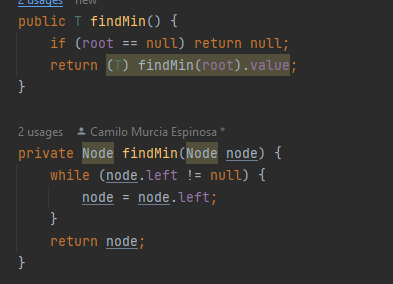 2 usages new
public T findMin() {
if (root == null) return null;
return (T) findMin(root).value;
}
2 usages Camilo Murcia Espinosa *
private Node findMin(Node node) {
while (node.left != null) {
node = node.left;
}
return node;
}